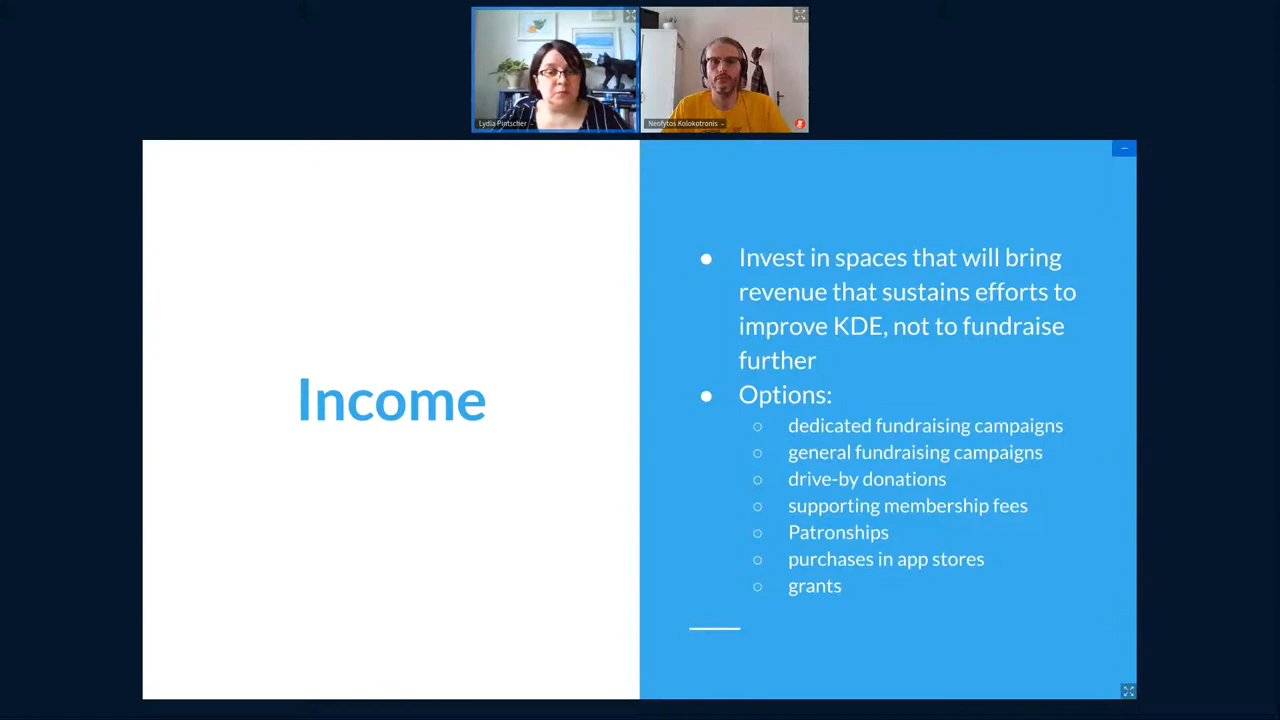 Lydia Pintscher
Neofytos Kolokotronis
Income
● Invest in spaces that will bring
revenue that sustains efforts to
improve KDE, not to fundraise
further
● Options:
○ dedicated fundraising campaigns
○ general fundraising campaigns
○ drive-by donations
○ supporting membership fees
○ Patronships
○ purchases in app stores
○ grants